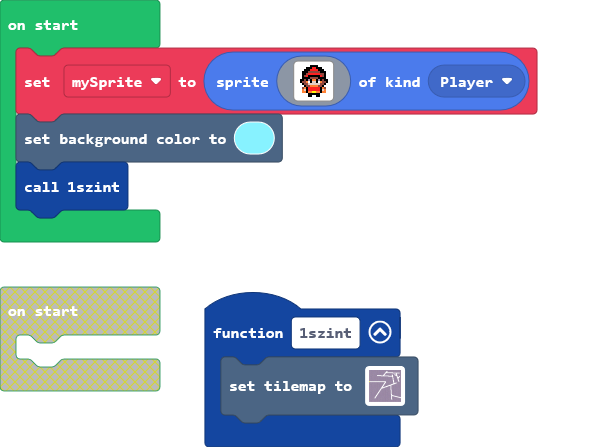 on start
set mySprite to sprite of kind Player
set background color to
call 1szint
on start
function 1szint
set tilemap to